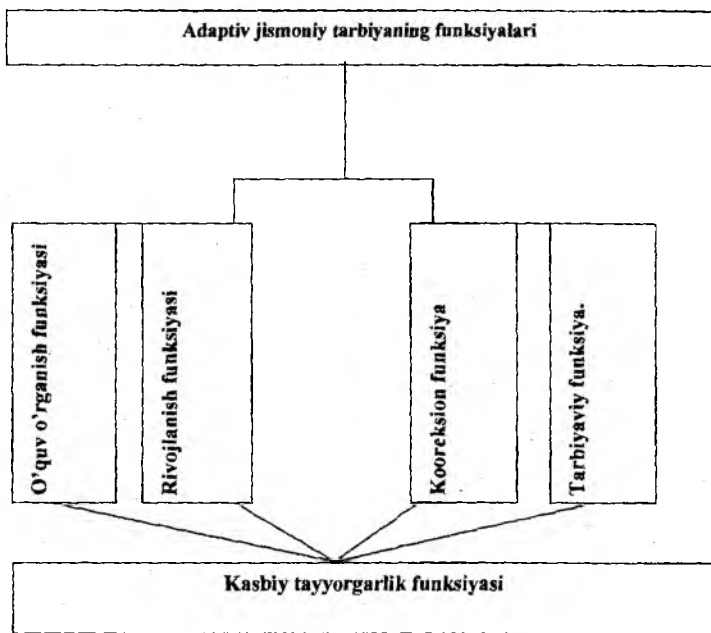 Adaptiv jismoniy tarbiyaning funksiyalari
O'quv o'rganish funksiyasi
Rivojlanish funksiyasi
Kooreksion funksiya
Tarbiyaviy funksiya.
Kasbiy tayyorgarlik funksiyasi